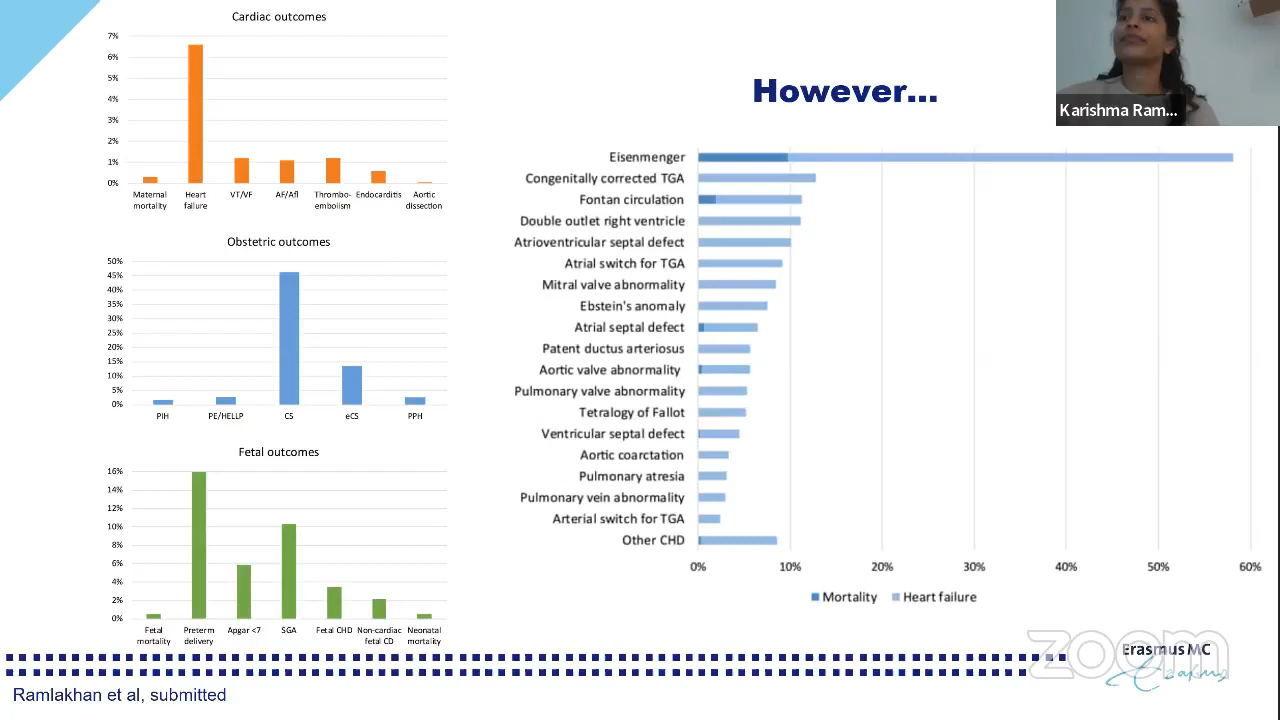 Cardiac outcomes
7%
6%
5%
4%
3%
2%
1%
0%
Maternal mortality
Heart failure
VT/VF
AF/Afl
Thrombo-embolism
Endocarditis
Aortic dissection
Obstetric outcomes
50%
45%
40%
35%
30%
25%
20%
15%
10%
5%
0%
PIH
PE/HELLP
CS
eCS
PPH
Fetal outcomes
16%
14%
12%
10%
8%
6%
4%
2%
0%
Fetal mortality
Preterm delivery
Apgar <7
SGA
Fetal CHD
Non-cardiac fetal CD
Neonatal mortality
However...
Karishma Ram...
Eisenmenger
Congenitally corrected TGA
Fontan circulation
Double outlet right ventricle
Atrioventricular septal defect
Atrial switch for TGA
Mitral valve abnormality
Ebstein's anomaly
Atrial septal defect
Patent ductus arteriosus
Aortic valve abnormality
Pulmonary valve abnormality
Tetralogy of Fallot
Ventricular septal defect
Aortic coarctation
Pulmonary atresia
Pulmonary vein abnormality
Arterial switch for TGA
Other CHD
0% 10% 20% 30% 40% 50% 60%
Mortality Heart failure
zoom
Erasmus MC
Erasmus
Ramlakhan et al, submitted